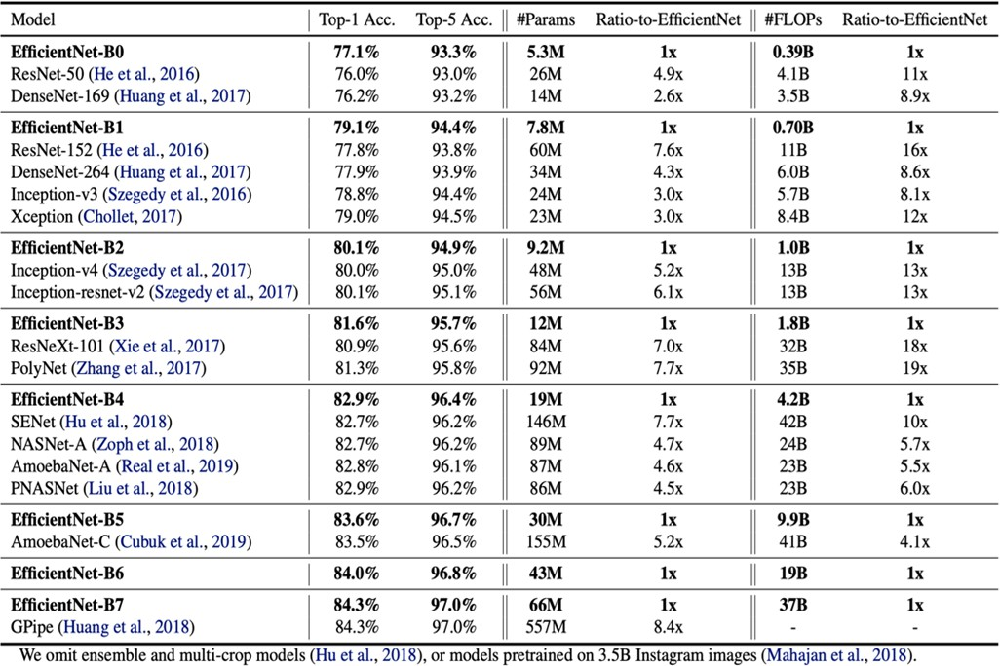 Model Top-1 Acc. Top-5 Acc. #Params Ratio-to-EfficientNet #FLOPs Ratio-to-EfficientNet
EfficientNet-B0 77.1% 93.3% 5.3M 1x 0.39B 1x
ResNet-50 (He et al., 2016) 76.0% 93.0% 26M 4.9x 4.1B 11x
DenseNet-169 (Huang et al., 2017) 76.2% 93.2% 14M 2.6x 3.5B 8.9x
EfficientNet-B1 79.1% 94.4% 7.8M 1x 0.70B 1x
ResNet-152 (He et al., 2016) 77.8% 93.8% 60M 7.6x 11B 16x
DenseNet-264 (Huang et al., 2017) 77.9% 93.9% 34M 4.3x 6.0B 8.6x
Inception-v3 (Szegedy et al., 2016) 78.8% 94.4% 24M 3.0x 5.7B 8.1x
Xception (Chollet, 2017) 79.0% 94.5% 23M 3.0x 8.4B 12x
EfficientNet-B2 80.1% 94.9% 9.2M 1x 1.0B 1x
Inception-v4 (Szegedy et al., 2017) 80.0% 95.0% 48M 5.2x 13B 13x
Inception-resnet-v2 (Szegedy et al., 2017) 80.1% 95.1% 56M 6.1x 13B 13x
EfficientNet-B3 81.6% 95.7% 12M 1x 1.8B 1x
ResNeXt-101 (Xie et al., 2017) 80.9% 95.6% 84M 7.0x 32B 18x
PolyNet (Zhang et al., 2017) 81.3% 95.8% 92M 7.7x 35B 19x
EfficientNet-B4 82.9% 96.4% 19M 1x 4.2B 1x
SENet (Hu et al., 2018) 82.7% 96.2% 146M 7.7x 42B 10x
NASNet-A (Zoph et al., 2018) 82.7% 96.2% 89M 4.7x 24B 5.7x
AmoebaNet-A (Real et al., 2019) 82.8% 96.1% 87M 4.6x 23B 5.5x
PNASNet (Liu et al., 2018) 82.9% 96.2% 86M 4.5x 23B 6.0x
EfficientNet-B5 83.6% 96.7% 30M 1x 9.9B 1x
AmoebaNet-C (Cubuk et al., 2019) 83.5% 96.5% 155M 5.2x 41B 4.1x
EfficientNet-B6 84.0% 96.8% 43M 1x 19B 1x
EfficientNet-B7 84.3% 97.0% 66M 1x 37B 1x
GPipe (Huang et al., 2018) 84.3% 97.0% 557M 8.4x - -
We omit ensemble and multi-crop models (Hu et al., 2018), or models pretrained on 3.5B Instagram images (Mahajan et al., 2018).